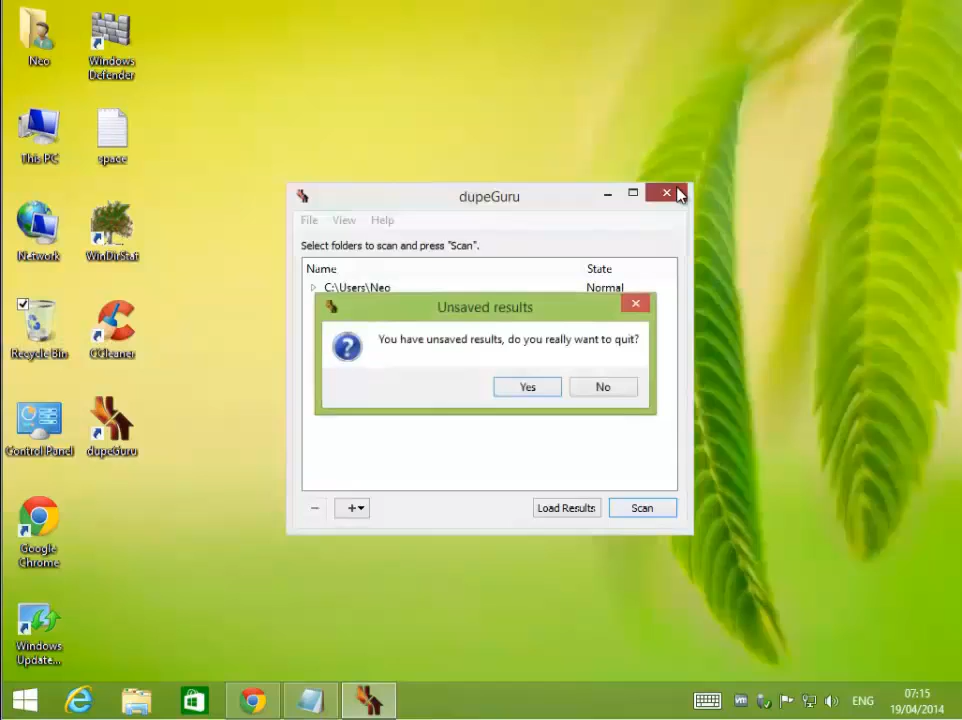 Neo
Windows
Defender
This PC
space
Network
WinDirStat
Recycle Bin
CCleaner
Control Panel
dupeGuru
Google
Chrome
Windows
Update...
dupeGuru
File View Help
Select folders to scan and press "Scan".
Name State
C:\Users\Neo Normal
Unsaved results
You have unsaved results, do you really want to quit?
Yes No
Load Results Scan
ENG
07:15
19/04/2014